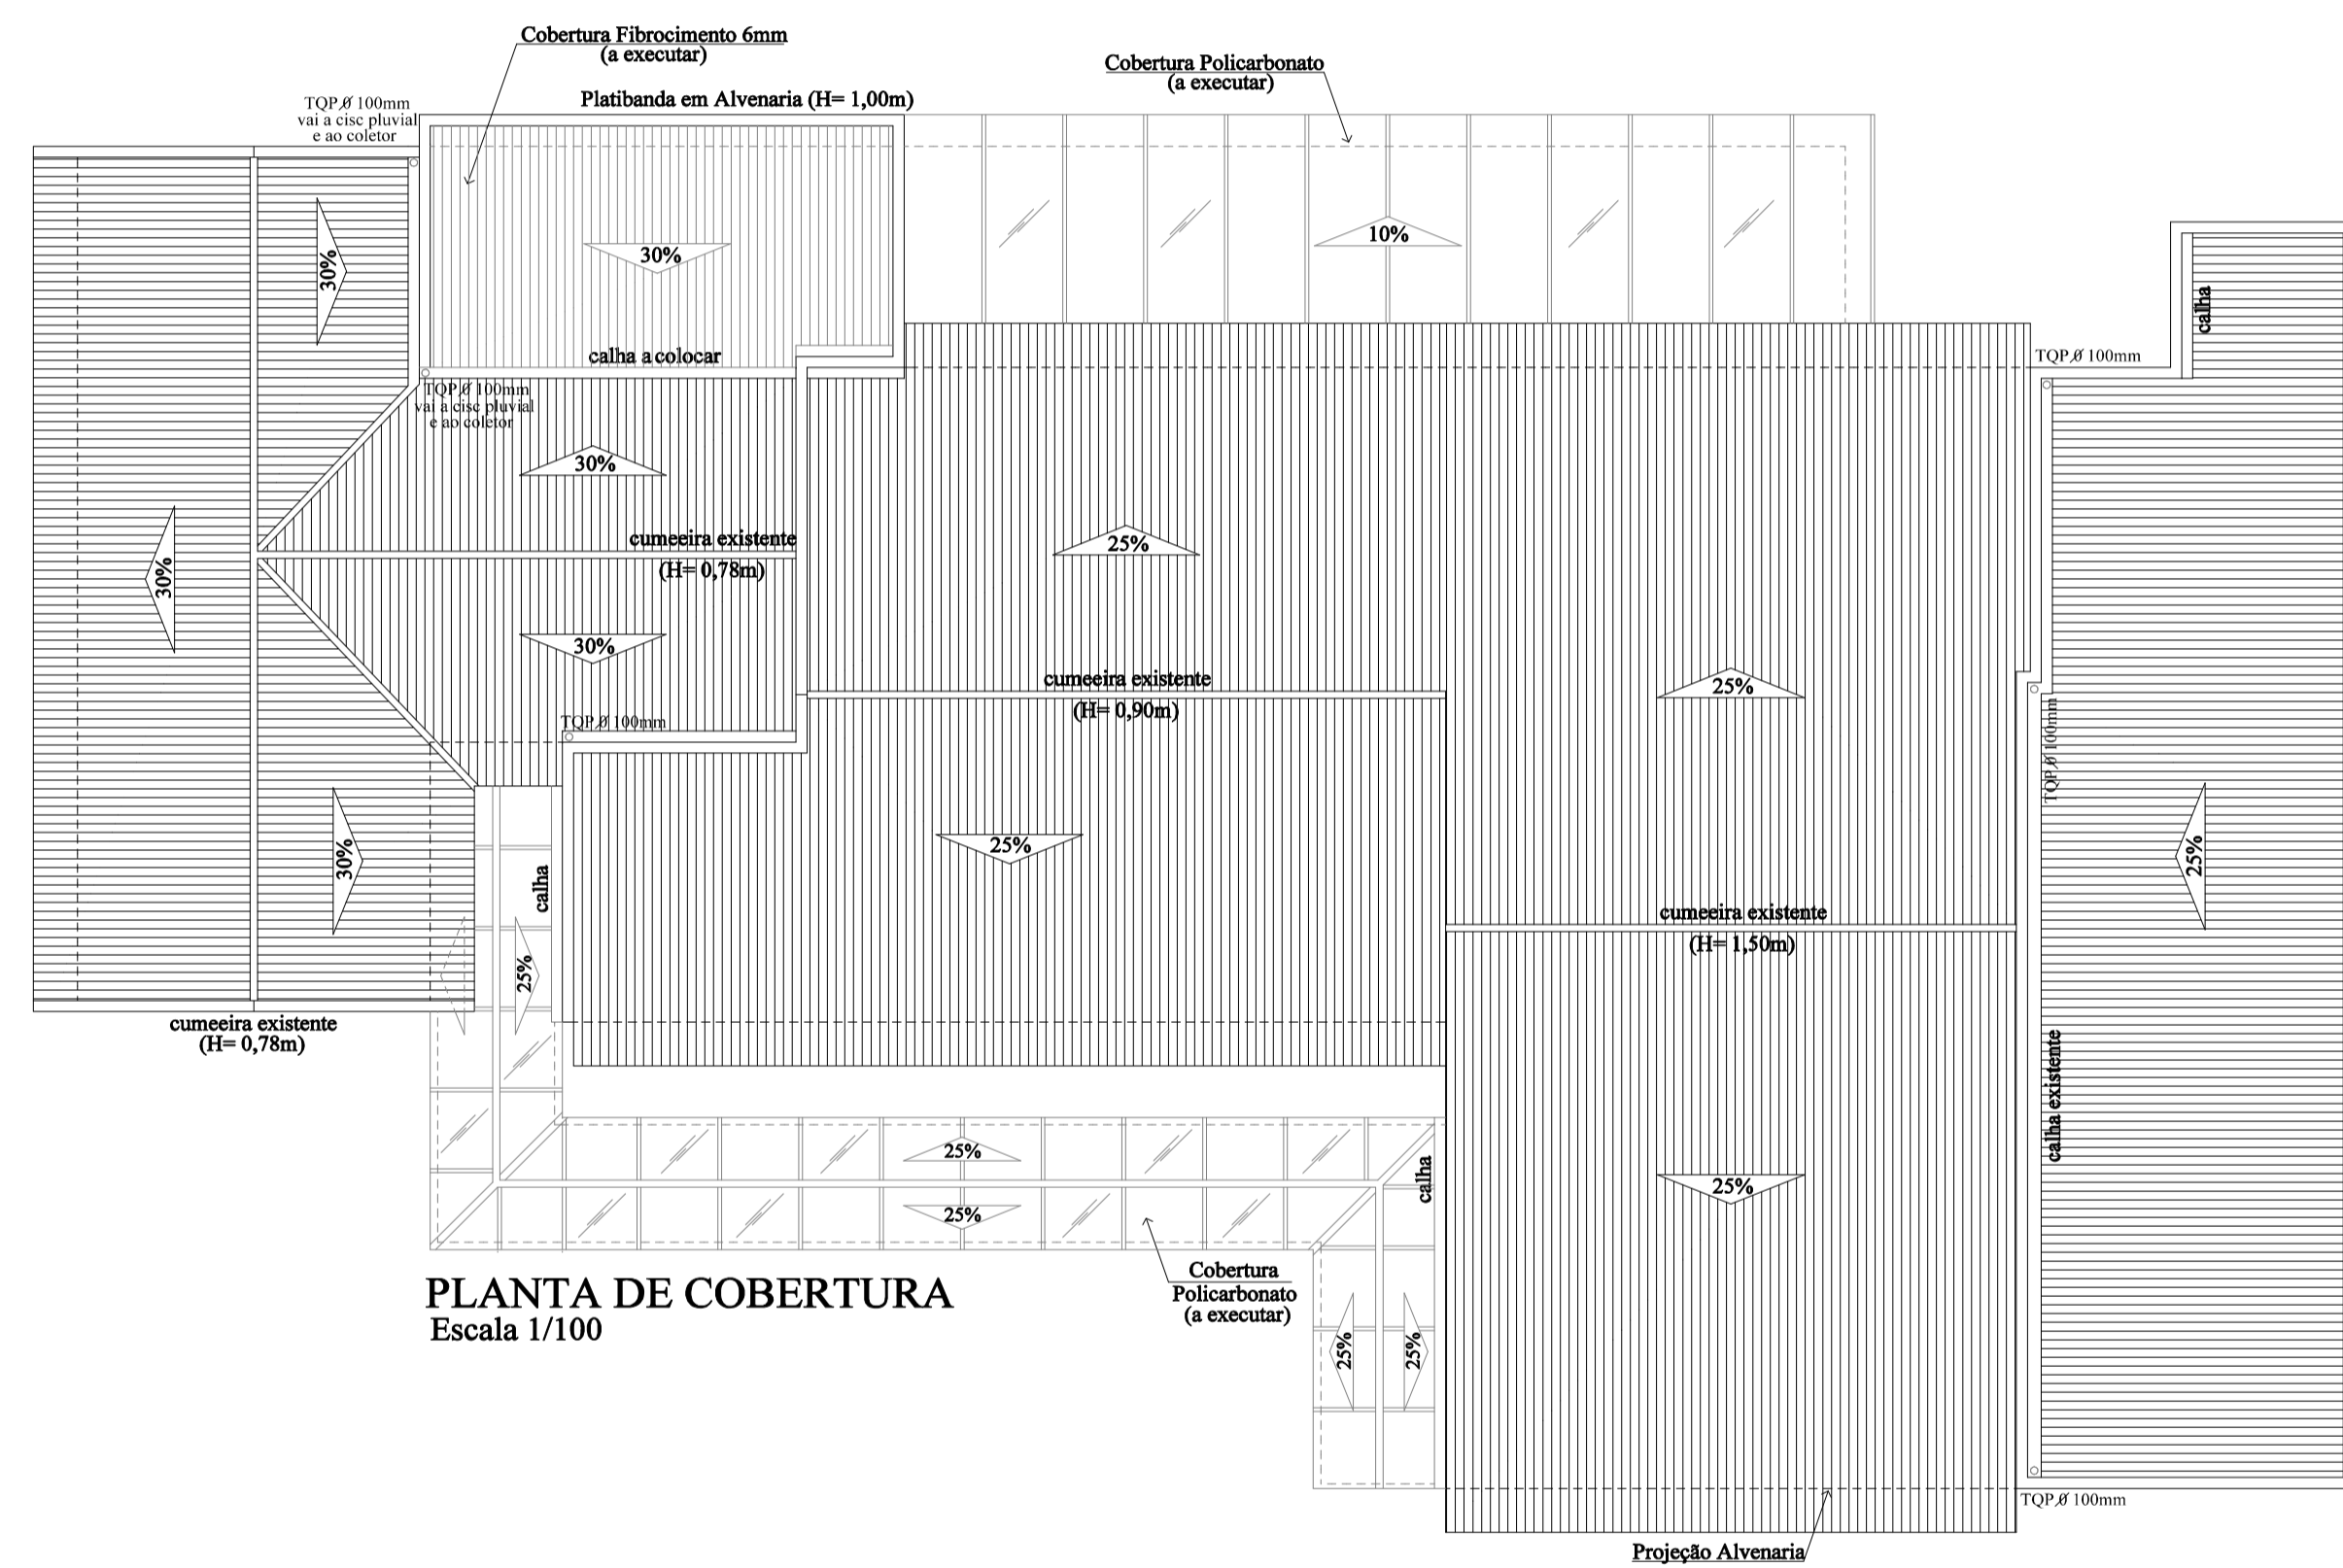 Cobertura Fibrocimento 6mm
(a executar)
Cobertura Policarbonato
(a executar)
Platibanda em Alvenaria (H= 1,00m)
TQP Ø 100mm
vai a cisc pluvial
e ao coletor
30%
30%
10%
calha
calha a colocar
TQP Ø 100mm
TQP Ø 100mm
vai a cisc pluvial
e ao coletor
30%
cumeeira existente
(H= 0,78m)
25%
30%
30%
cumeeira existente
(H= 0,90m)
25%
TQP Ø 100mm
TQP Ø 100mm
25%
30%
25%
calha
cumeeira existente
(H= 1,50m)
25%
cumeeira existente
(H= 0,78m)
calha existente
25%
25%
calha
25%
PLANTA DE COBERTURA
Escala 1/100
Cobertura
Policarbonato
(a executar)
25%
25%
TQP Ø 100mm
Projeção Alvenaria